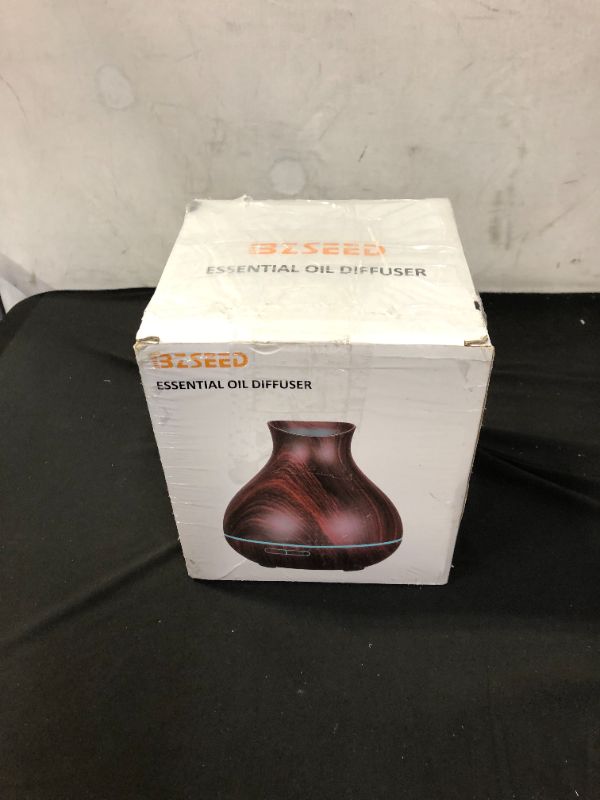 BZSEED
ESSENTIAL OIL DIFFUSER
BZSEED
ESSENTIAL OIL DIFFUSER